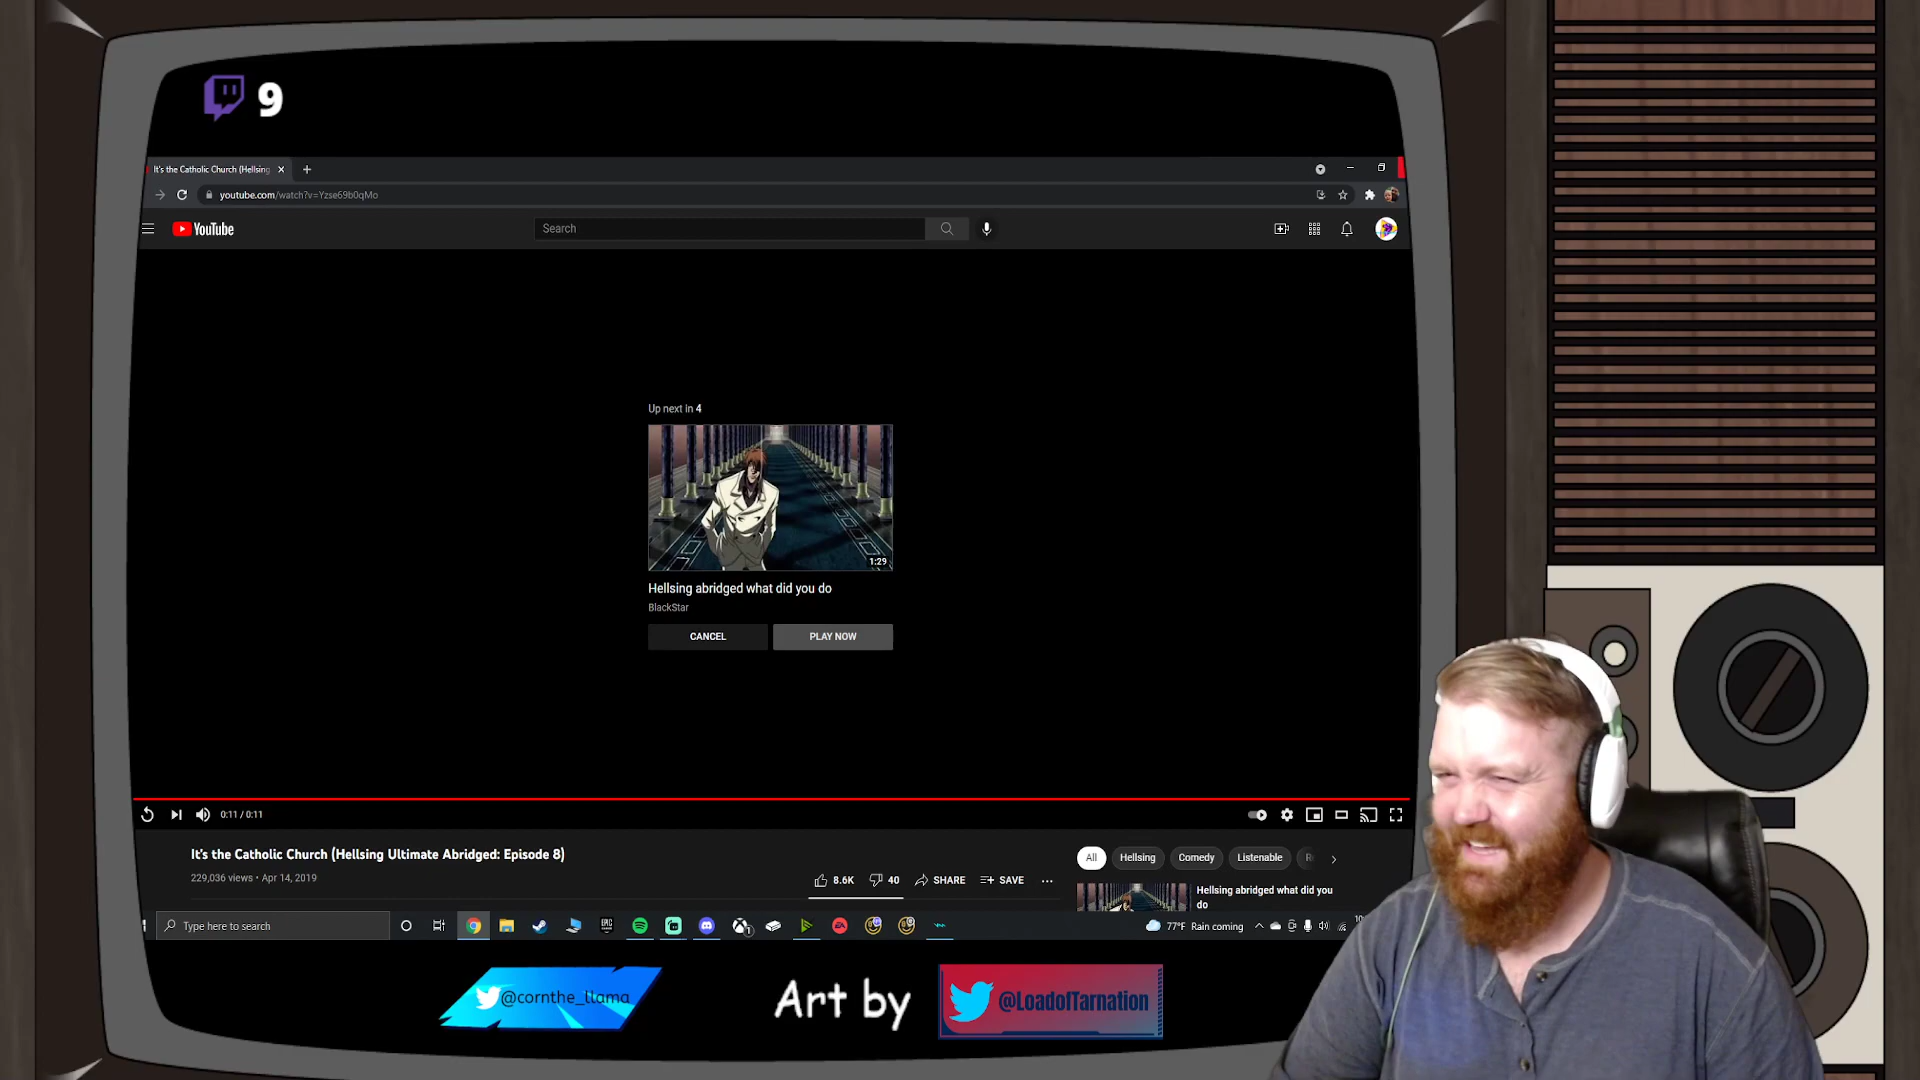 9
It's the Catholic Church (Hellsing
youtube.com/watch?v=Yzse69b0qMo
YouTube
Search
Up next in 4
1:29
Hellsing abridged what did you do
BlackStar
CANCEL
PLAY NOW
0:11 / 0:11
It's the Catholic Church (Hellsing Ultimate Abridged: Episode 8)
229,036 views • Apr 14, 2019
8.6K
40
SHARE
SAVE
All
Hellsing
Comedy
Listenable
Hellsing abridged what did you
do
Type here to search
EPIC
77°F Rain coming
@cornthe_llama
Art by
@LoadofTarnation